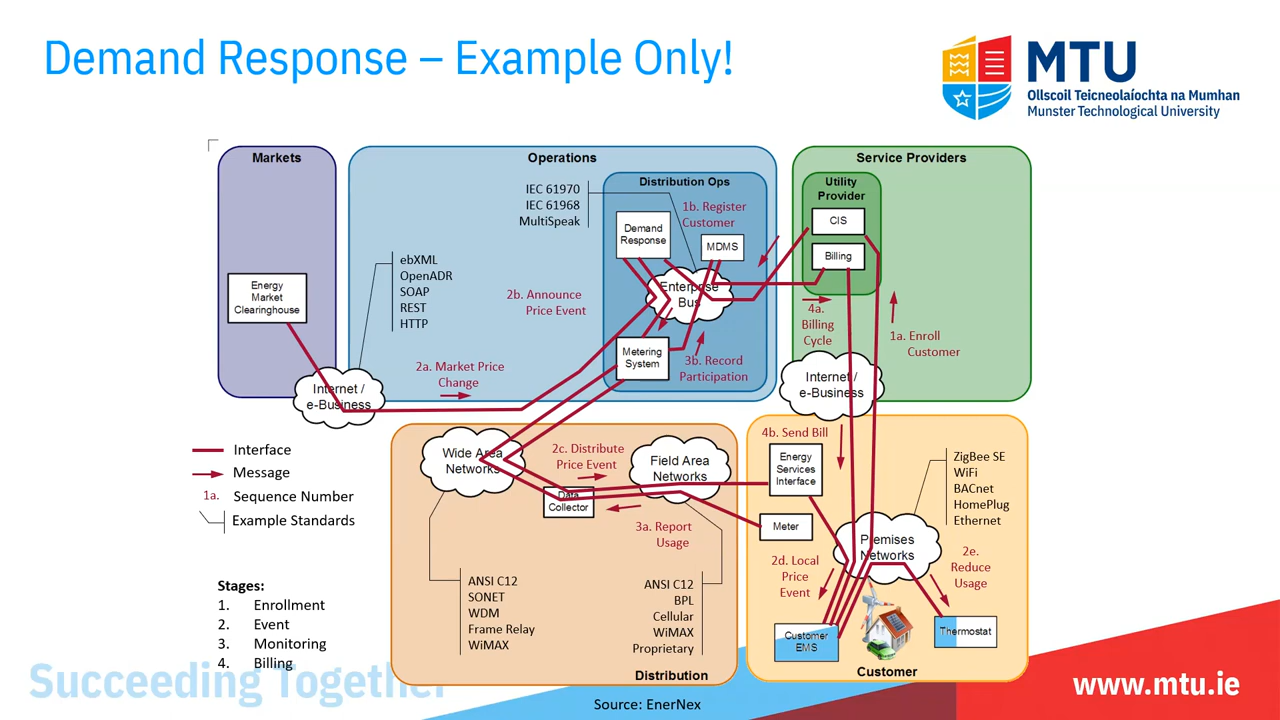 Demand Response – Example Only!
MTU
Ollscoil Teicneolaíochta na Mumhan
Munster Technological University
Markets
Operations
Service Providers
Distribution Ops
Utility
Provider
IEC 61970
IEC 61968
MultiSpeak
1b. Register
Customer
CIS
Demand
Response
MDMS
Billing
ebXML
OpenADR
SOAP
REST
HTTP
Energy
Market
Clearinghouse
2b. Announce
Price Event
Enterprise
Bus
4a.
Billing
Cycle
1a. Enroll
Customer
Metering
System
3b. Record
Participation
2a. Market Price
Change
Internet /
e-Business
Internet /
e-Business
Interface
Message
1a.
Sequence Number
Example Standards
Wide Area
Networks
2c. Distribute
Price Event
Field Area
Networks
4b. Send Bill
Energy
Services
Interface
ZigBee SE
WiFi
BACnet
HomePlug
Ethernet
Data
Collector
3a. Report
Usage
Meter
Premises
Networks
2d. Local
Price
Event
2e.
Reduce
Usage
ANSI C12
SONET
WDM
Frame Relay
WiMAX
ANSI C12
BPL
Cellular
WiMAX
Proprietary
Stages:
1. Enrollment
2. Event
3. Monitoring
4. Billing
Customer
EMS
Thermostat
Distribution
Customer
Succeeding Together
www.mtu.ie
Source: EnerNex